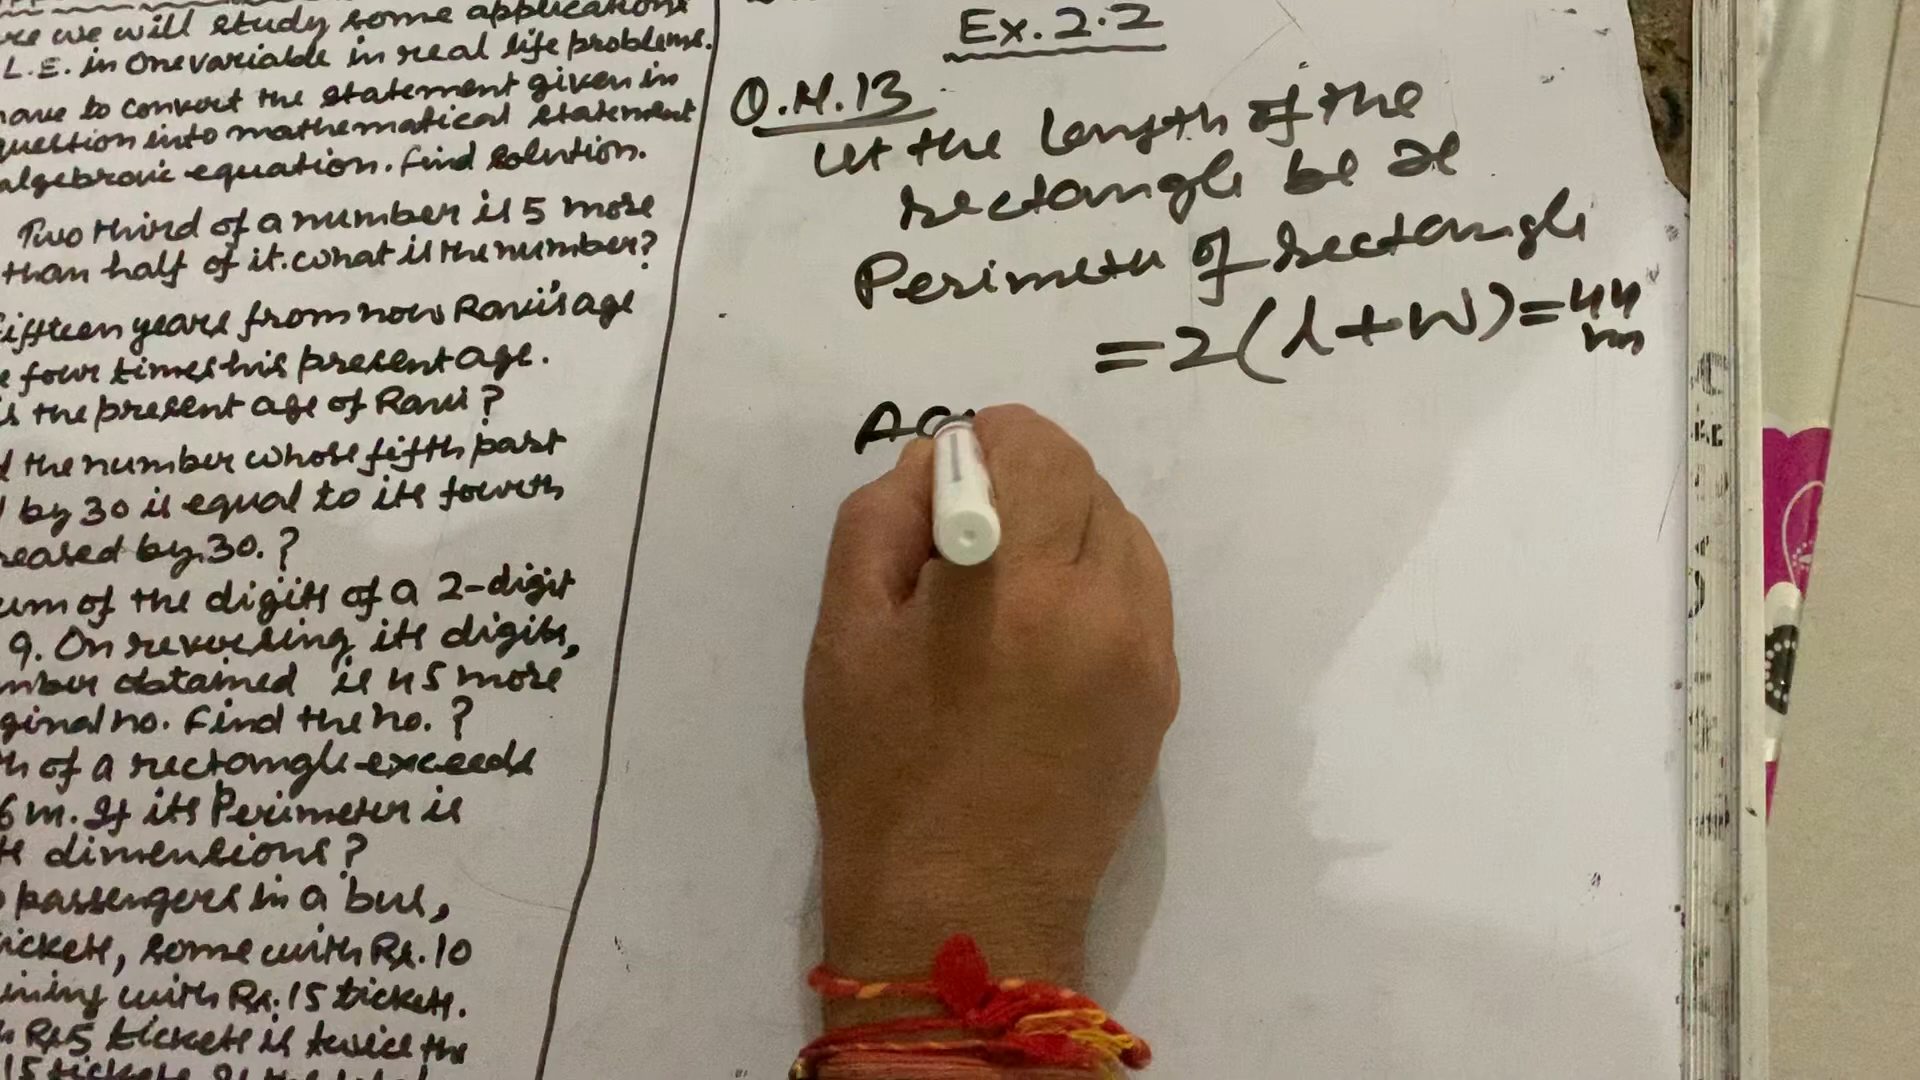 we will study some applications
L.E. in One variable in real life problems.
to convert the statement given in
question into mathematical statement
algebraic equation. Find solution.
Two third of a number is 5 more
than half of it. What is the number?
Fifteen years from now Ravi's age
four times his present age.
the present age of Ravi?
the number whose fifth part
by 30 is equal to its fourth
by 30. ?
of the digits of a 2-digit
9. On reversing its digits,
obtained is 45 more
no. Find the no. ?
of a rectangle exceeds
6 m. If its Perimeter is
dimensions?
passengers in a bus,
tickets, some with Rs. 10
with Rs. 15 tickets.
Rs5 tickets is twice the
15 tickets.
Ex. 2.2
Q.N.13
Let the length of the
rectangle be x
Perimeter of rectangle
=2(l+w)=44
m